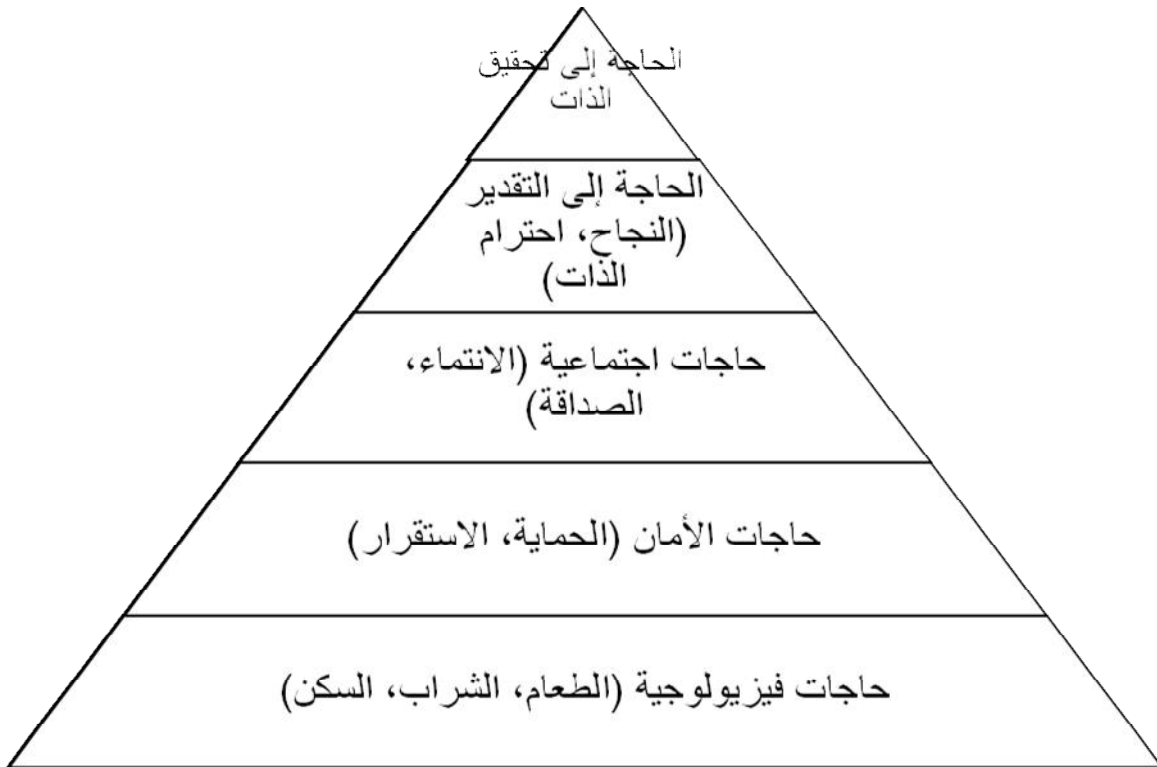 الحاجة إلى تحقيق
الذات
الحاجة إلى التقدير
(النجاح، احترام
الذات)
حاجات اجتماعية (الانتماء،
الصداقة)
حاجات الأمان (الحماية، الاستقرار)
حاجات فيزيولوجية (الطعام، الشراب، السكن)